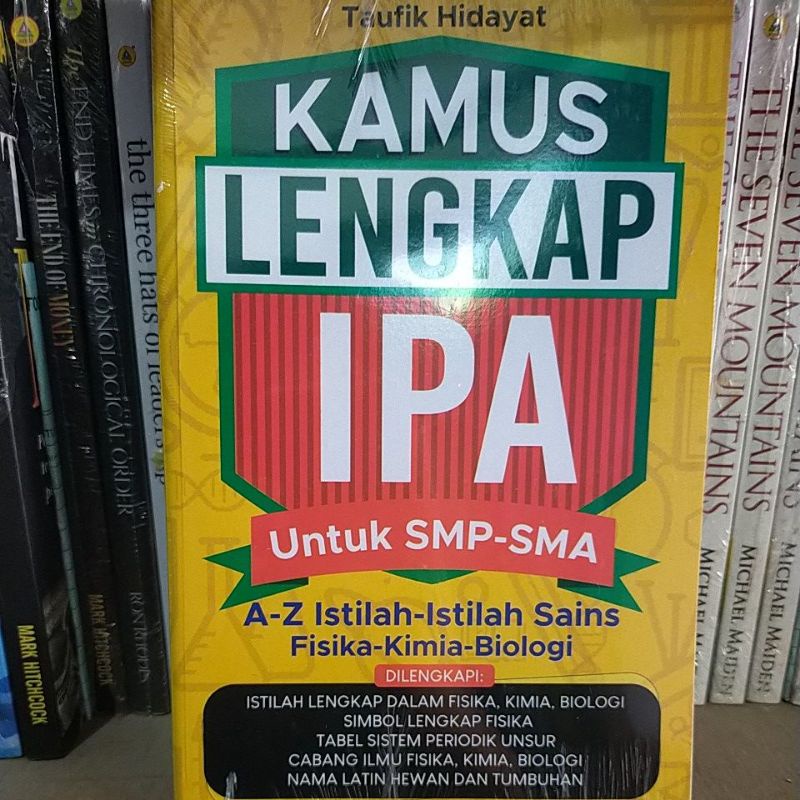 Taufik Hidayat
KAMUS
LENGKAP
IPA
Untuk SMP-SMA
A-Z Istilah-Istilah Sains
Fisika-Kimia-Biologi
DILENGKAPI:
ISTILAH LENGKAP DALAM FISIKA, KIMIA, BIOLOGI
SIMBOL LENGKAP FISIKA
TABEL SISTEM PERIODIK UNSUR
CABANG ILMU FISIKA, KIMIA, BIOLOGI
NAMA LATIN HEWAN DAN TUMBUHAN
MARK HITCHCOCK
THE END OF MONEY
MARK HITCHCOCK
The END TIMES in CHRONOLOGICAL ORDER
RON RHODES
the three hats of leadership
THE SEVEN MOUNTAINS
MICHAEL MAIDEN
THE SEVEN MOUNTAINS
MICHAEL MAIDEN